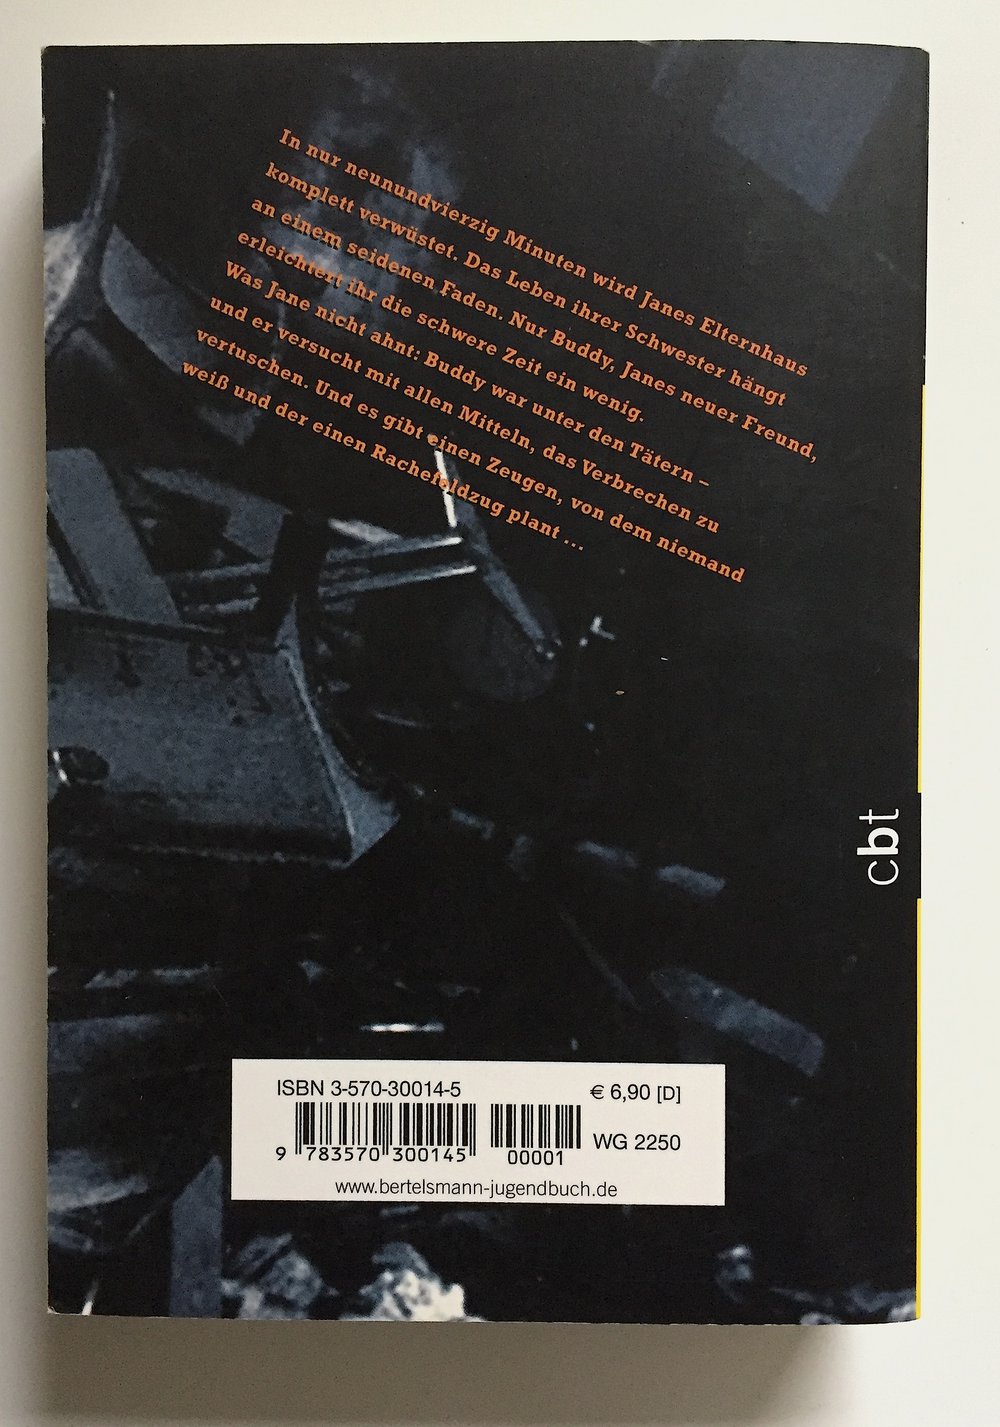 In nur neunundvierzig Minuten wird Janes Elternhaus
komplett verwüstet. Das Leben ihrer Schwester hängt
an einem seidenen Faden. Nur Buddy, Janes neuer Freund,
erleichtert ihr die schwere Zeit ein wenig.
Was Jane nicht ahnt: Buddy war unter den Tätern –
und er versucht mit allen Mitteln, das Verbrechen zu
vertuschen. Und es gibt einen Zeugen, von dem niemand
weiß und der einen Rachefeldzug plant ...
cbt
ISBN 3-570-30014-5
€ 6,90 [D]
WG 2250
9 783570 300145
00001
www.bertelsmann-jugendbuch.de